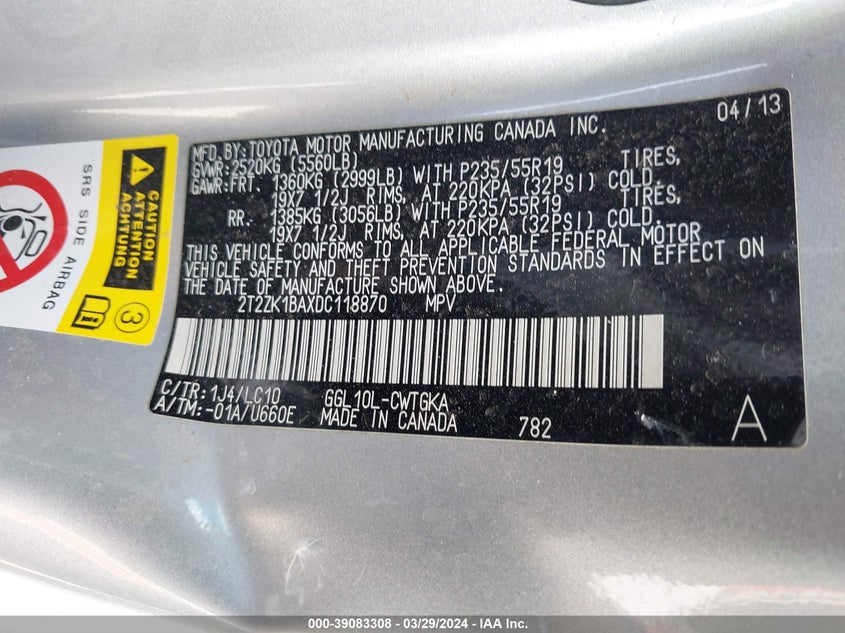 MFD.BY:TOYOTA MOTOR MANUFACTURING CANADA INC. 04/13
GVWR:2520KG (5560LB)
GAWR:FRT. 1360KG (2999LB) WITH P235/55R19 TIRES,
19X7 1/2J RIMS, AT 220KPA (32PSI) COLD.
RR. 1385KG (3056LB) WITH P235/55R19 TIRES,
19X7 1/2J RIMS, AT 220KPA (32PSI) COLD.
THIS VEHICLE CONFORMS TO ALL APPLICABLE FEDERAL MOTOR
VEHICLE SAFETY AND THEFT PREVENTION STANDARDS IN EFFECT ON
THE DATE OF MANUFACTURE SHOWN ABOVE.
2T2ZK1BAXDC118870 MPV
C/TR: 1J4/LC10 GGL10L-CWTGKA
A/TM:-01A/U660E MADE IN CANADA 782 A
CAUTION
ATTENTION
ACHTUNG
SRS SIDE AIRBAG
3
000-39083308 - 03/29/2024 - IAA Inc.